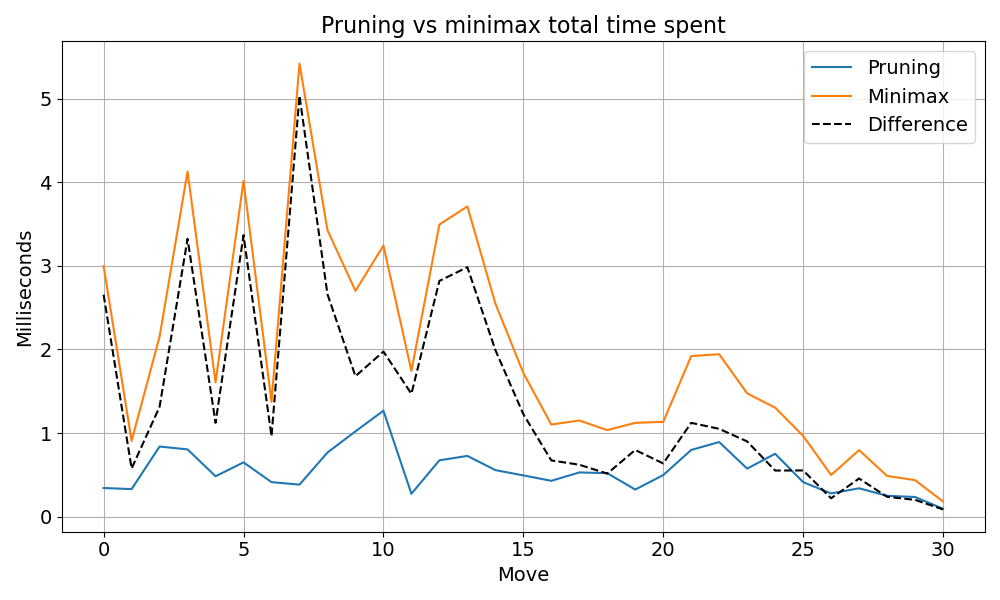 Pruning vs minimax total time spent
Pruning
Minimax
Difference
Milliseconds
5
4
3
2
1
0
0 5 10 15 20 25 30
Move